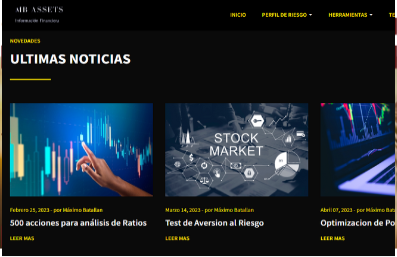 MB ASSETS
Información Financiera
INICIO PERFIL DE RIESGO HERRAMIENTAS TE
NOVEDADES
ULTIMAS NOTICIAS
STOCK
MARKET
Febrero 25, 2023 - por Máximo Batallan
500 acciones para análisis de Ratios
LEER MAS
Marzo 14, 2023 - por Máximo Batallan
Test de Aversion al Riesgo
LEER MAS
Abril 07, 2023 - por Máximo Bata
Optimizacion de Po
LEER MAS